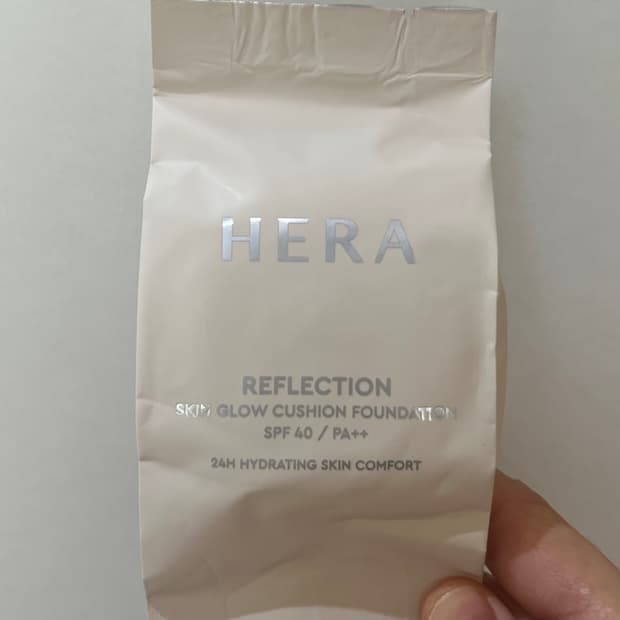 HERA
REFLECTION
SKIN GLOW CUSHION FOUNDATION
SPF 40 / PA++
24H HYDRATING SKIN COMFORT